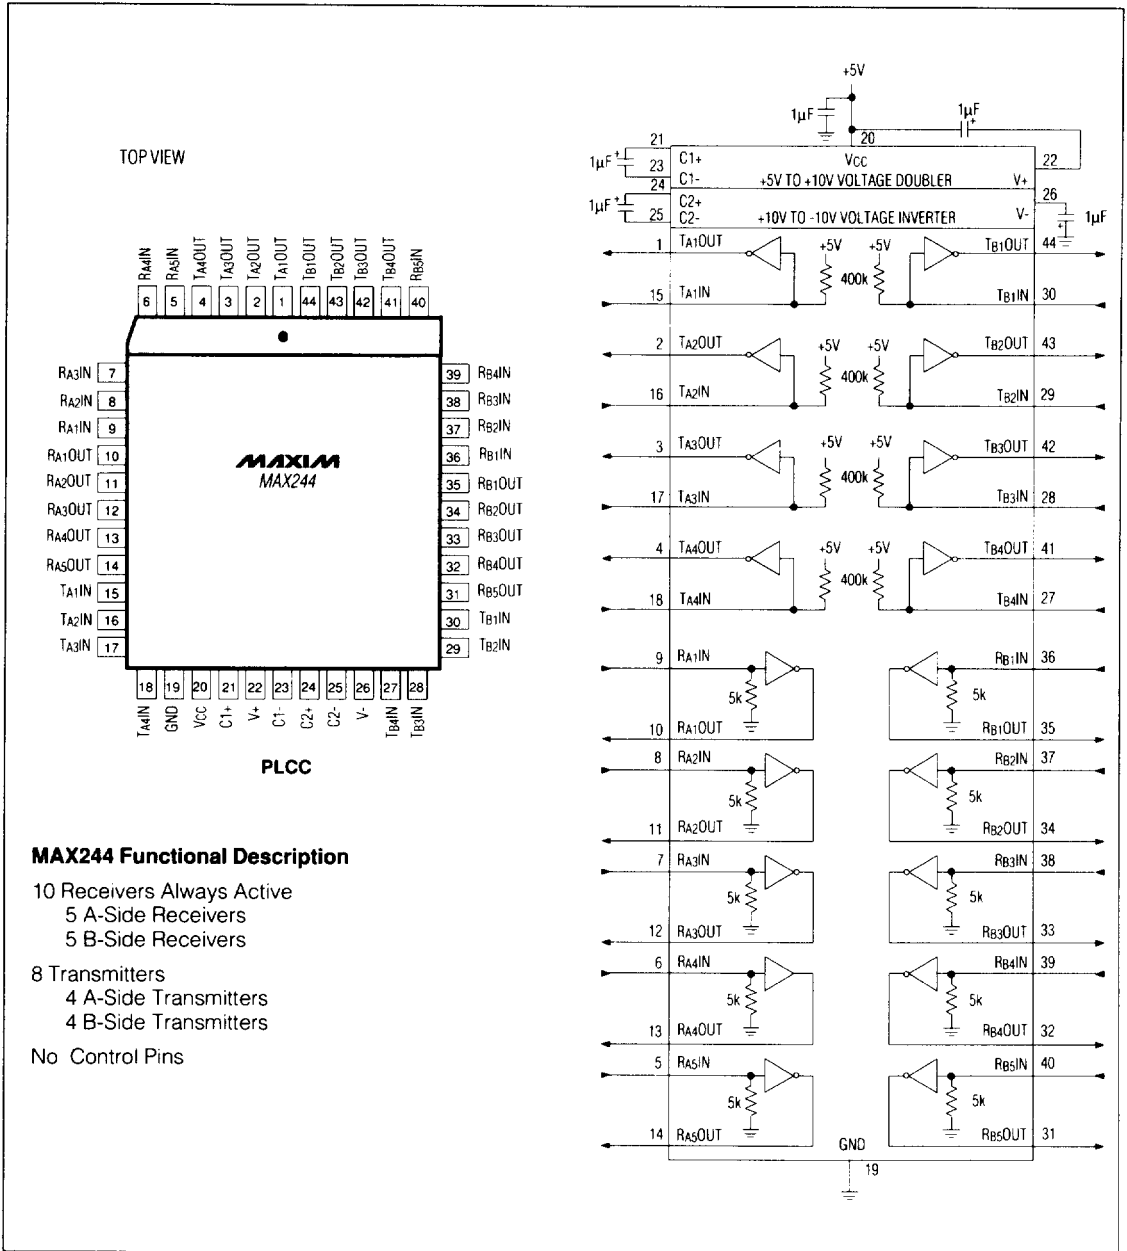 TOP VIEW
RA4IN
RA5IN
TA4OUT
TA3OUT
TA2OUT
TA1OUT
TB1OUT
TB2OUT
TB3OUT
TB4OUT
RB5IN
6 5 4 3 2 1 44 43 42 41 40
RA3IN 7
RA2IN 8
RA1IN 9
RA1OUT 10
RA2OUT 11
RA3OUT 12
RA4OUT 13
RA5OUT 14
TA1IN 15
TA2IN 16
TA3IN 17
MAXIM
MAX244
39 RB4IN
38 RB3IN
37 RB2IN
36 RB1IN
35 RB1OUT
34 RB2OUT
33 RB3OUT
32 RB4OUT
31 RB5OUT
30 TB1IN
29 TB2IN
18 19 20 21 22 23 24 25 26 27 28
TA4IN
GND
VCC
C1+
V+
C1-
C2+
C2-
V-
TB4IN
TB3IN
PLCC
MAX244 Functional Description
10 Receivers Always Active
5 A-Side Receivers
5 B-Side Receivers
8 Transmitters
4 A-Side Transmitters
4 B-Side Transmitters
No Control Pins
+5V
1µF
1µF +
20
21
1µF +
23
C1+
C1-
VCC
+5V TO +10V VOLTAGE DOUBLER
V+
22
24
1µF +
25
C2+
C2-
+10V TO -10V VOLTAGE INVERTER
V-
26
1µF
+
1 TA1OUT +5V +5V TB1OUT 44
400k
15 TA1IN TB1IN 30
2 TA2OUT +5V +5V TB2OUT 43
400k
16 TA2IN TB2IN 29
3 TA3OUT +5V +5V TB3OUT 42
400k
17 TA3IN TB3IN 28
4 TA4OUT +5V +5V TB4OUT 41
400k
18 TA4IN TB4IN 27
9 RA1IN RB1IN 36
5k 5k
10 RA1OUT RB1OUT 35
8 RA2IN RB2IN 37
5k 5k
11 RA2OUT RB2OUT 34
7 RA3IN RB3IN 38
5k 5k
12 RA3OUT RB3OUT 33
6 RA4IN RB4IN 39
5k 5k
13 RA4OUT RB4OUT 32
5 RA5IN RB5IN 40
5k 5k
14 RA5OUT RB5OUT 31
GND
19